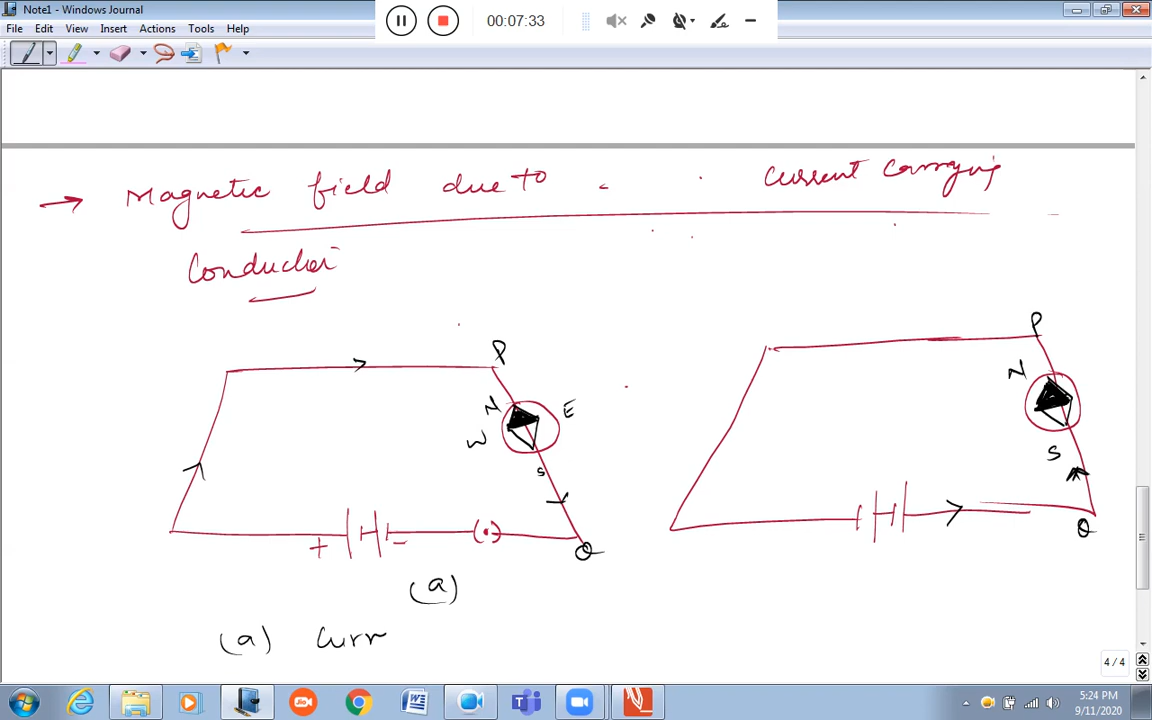 Note1 - Windows Journal
00:07:33
File Edit View Insert Actions Tools Help
→ Magnetic field due to current carrying
Conductor
P
N
E
W
S
+
-
(•)
Q
(a)
P
N
S
Q
(a) Curr
4 / 4
5:24 PM
9/11/2020